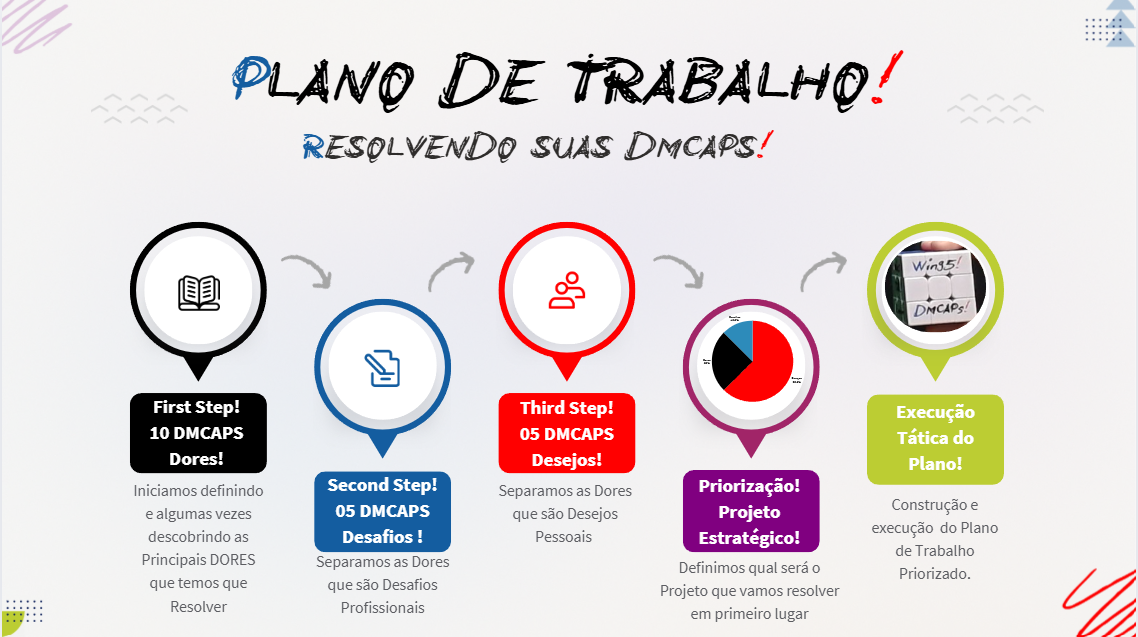 PLANO DE TRABALHO!
RESOLVENDO SUAS DMCAPS!
First Step!
10 DMCAPS
Dores!
Iniciamos definindo
e algumas vezes
descobrindo as
Principais DORES
que temos que
Resolver
Second Step!
05 DMCAPS
Desafios !
Separamos as Dores
que são Desafios
Profissionais
Third Step!
05 DMCAPS
Desejos!
Separamos as Dores
que são Desejos
Pessoais
Priorização!
Projeto
Estratégico!
Definimos qual será o
Projeto que vamos resolver
em primeiro lugar
Win95!
DMCAPs!
Execução
Tática do
Plano!
Construção e
execução do Plano
de Trabalho
Priorizado.